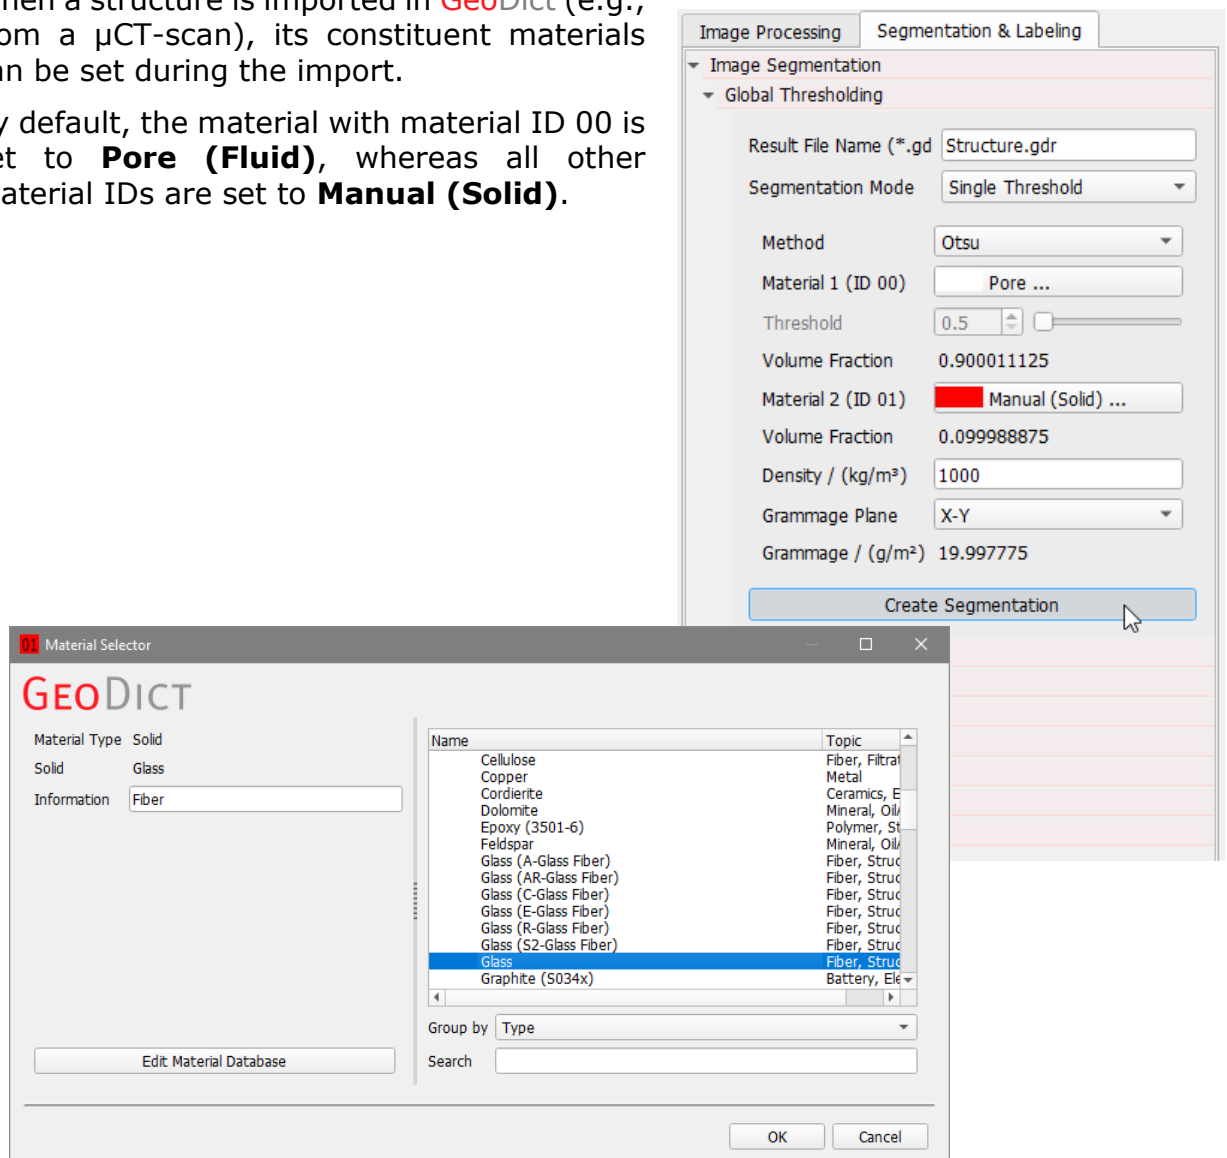 hen a structure is imported in GeoDict (e.g.,
om a µCT-scan), its constituent materials
an be set during the import.
y default, the material with material ID 00 is
et to Pore (Fluid), whereas all other
aterial IDs are set to Manual (Solid).
Image Processing
Segmentation & Labeling
Image Segmentation
Global Thresholding
Result File Name (*.gd Structure.gdr
Segmentation Mode Single Threshold
Method Otsu
Material 1 (ID 00) Pore ...
Threshold 0.5
Volume Fraction 0.900011125
Material 2 (ID 01) Manual (Solid) ...
Volume Fraction 0.099988875
Density / (kg/m³) 1000
Grammage Plane X-Y
Grammage / (g/m²) 19.997775
Create Segmentation
01 Material Selector
GEODICT
Material Type Solid
Solid Glass
Information Fiber
Edit Material Database
Name Topic
Cellulose Fiber, Filtrat
Copper Metal
Cordierite Ceramics, E
Dolomite Mineral, Oil/
Epoxy (3501-6) Polymer, St
Feldspar Mineral, Oil/
Glass (A-Glass Fiber) Fiber, Struc
Glass (AR-Glass Fiber) Fiber, Struc
Glass (C-Glass Fiber) Fiber, Struc
Glass (E-Glass Fiber) Fiber, Struc
Glass (R-Glass Fiber) Fiber, Struc
Glass (S2-Glass Fiber) Fiber, Struc
Glass Fiber, Struc
Graphite (S034x) Battery, Ele
Group by Type
Search
OK
Cancel